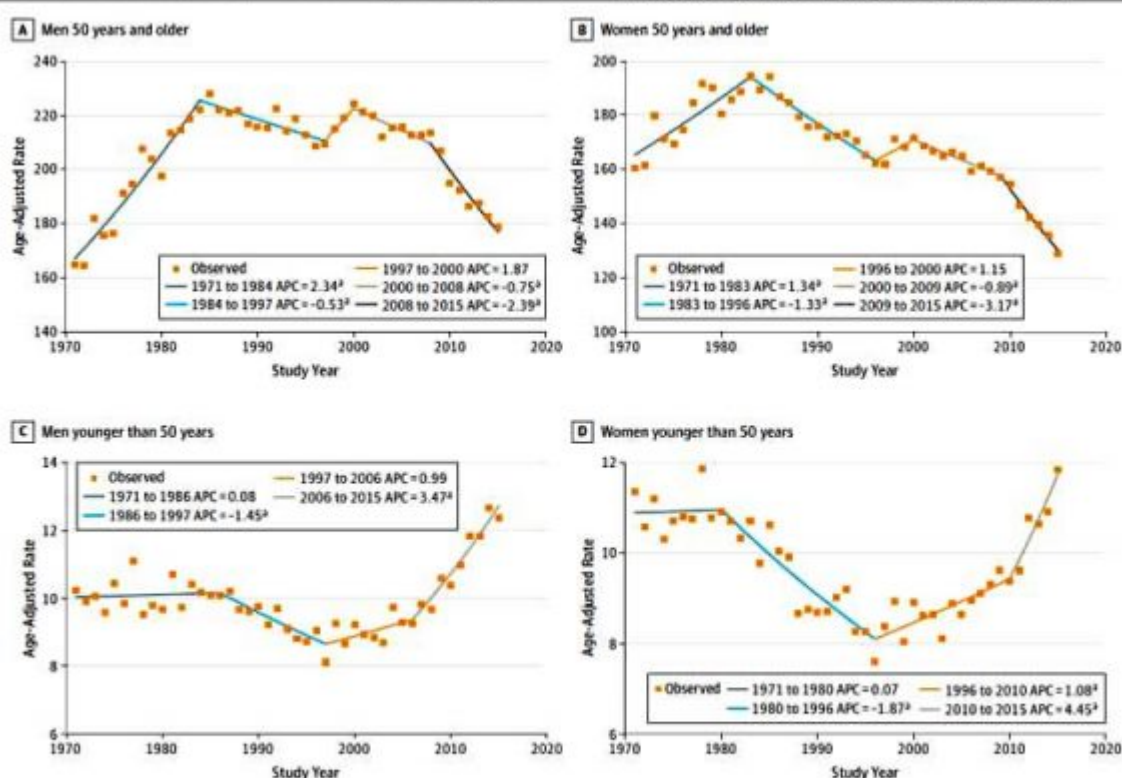 A Men 50 years and older
240
220
200
180
160
140
Age-Adjusted Rate
Observed
1971 to 1984 APC = 2.34ª
1984 to 1997 APC = –0.53ª
1997 to 2000 APC = 1.87
2000 to 2008 APC = –0.75ª
2008 to 2015 APC = –2.39ª
1970 1980 1990 2000 2010 2020
Study Year
B Women 50 years and older
200
180
160
140
120
100
Age-Adjusted Rate
Observed
1971 to 1983 APC = 1.34ª
1983 to 1996 APC = –1.33ª
1996 to 2000 APC = 1.15
2000 to 2009 APC = –0.89ª
2009 to 2015 APC = –3.17ª
1970 1980 1990 2000 2010 2020
Study Year
C Men younger than 50 years
14
12
10
8
6
Age-Adjusted Rate
Observed
1971 to 1986 APC = 0.08
1986 to 1997 APC = –1.45ª
1997 to 2006 APC = 0.99
2006 to 2015 APC = 3.47ª
1970 1980 1990 2000 2010 2020
Study Year
D Women younger than 50 years
12
10
8
6
Age-Adjusted Rate
Observed
1971 to 1980 APC = 0.07
1980 to 1996 APC = –1.87ª
1996 to 2010 APC = 1.08ª
2010 to 2015 APC = 4.45ª
1970 1980 1990 2000 2010 2020
Study Year